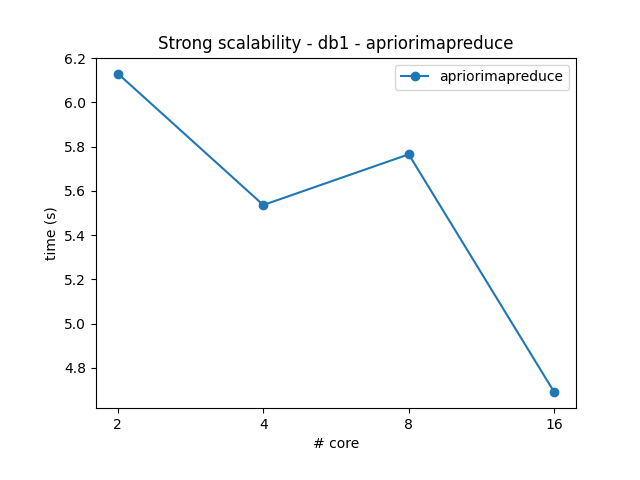 Strong scalability - db1 - apriorimapreduce
apriorimapreduce
6.2
6.0
5.8
5.6
5.4
5.2
5.0
4.8
time (s)
2 4 8 16
# core